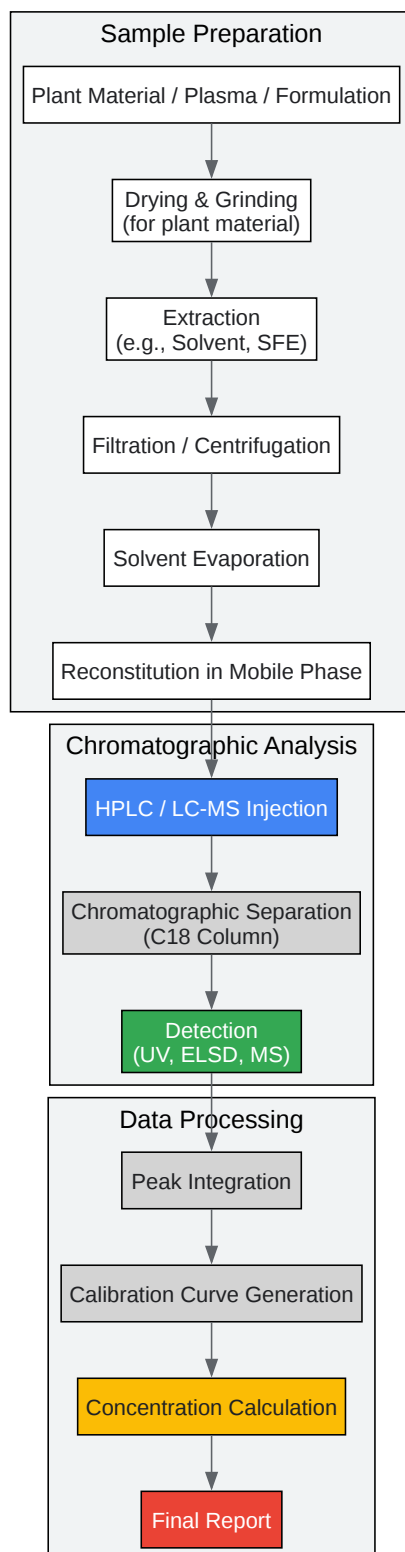 Sample Preparation
Plant Material / Plasma / Formulation
Drying & Grinding
(for plant material)
Extraction
(e.g., Solvent, SFE)
Filtration / Centrifugation
Solvent Evaporation
Reconstitution in Mobile Phase
Chromatographic Analysis
HPLC / LC-MS Injection
Chromatographic Separation
(C18 Column)
Detection
(UV, ELSD, MS)
Data Processing
Peak Integration
Calibration Curve Generation
Concentration Calculation
Final Report